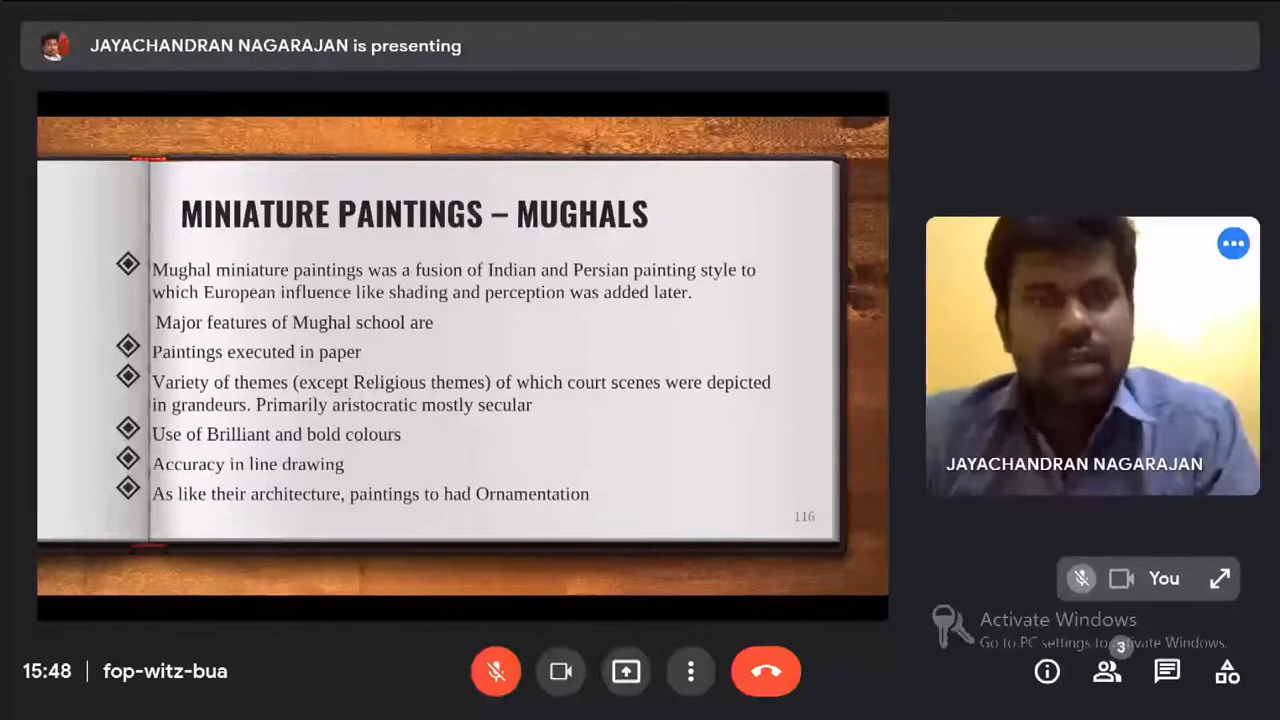 JAYACHANDRAN NAGARAJAN is presenting
MINIATURE PAINTINGS – MUGHALS
Mughal miniature paintings was a fusion of Indian and Persian painting style to
which European influence like shading and perception was added later.
Major features of Mughal school are
Paintings executed in paper
Variety of themes (except Religious themes) of which court scenes were depicted
in grandeurs. Primarily aristocratic mostly secular
Use of Brilliant and bold colours
Accuracy in line drawing
As like their architecture, paintings to had Ornamentation
116
JAYACHANDRAN NAGARAJAN
You
Activate Windows
Go to PC settings to activate Windows.
3
15:48 | fop-witz-bua